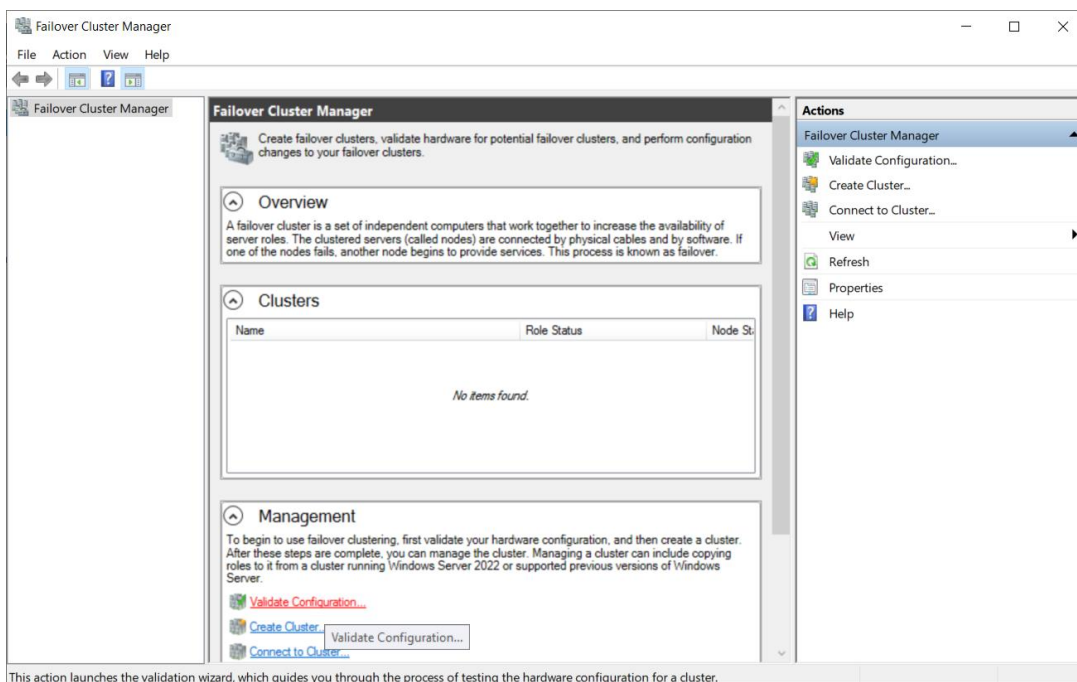 Failover Cluster Manager
File Action View Help
Failover Cluster Manager
Failover Cluster Manager
Create failover clusters, validate hardware for potential failover clusters, and perform configuration
changes to your failover clusters.
Overview
A failover cluster is a set of independent computers that work together to increase the availability of
server roles. The clustered servers (called nodes) are connected by physical cables and by software. If
one of the nodes fails, another node begins to provide services. This process is known as failover.
Clusters
Name Role Status Node St
No items found.
Management
To begin to use failover clustering, first validate your hardware configuration, and then create a cluster.
After these steps are complete, you can manage the cluster. Managing a cluster can include copying
roles to it from a cluster running Windows Server 2022 or supported previous versions of Windows
Server.
Validate Configuration...
Create Cluster...
Validate Configuration...
Connect to Cluster...
Actions
Failover Cluster Manager
Validate Configuration...
Create Cluster...
Connect to Cluster...
View
Refresh
Properties
Help
This action launches the validation wizard, which guides you through the process of testing the hardware configuration for a cluster.